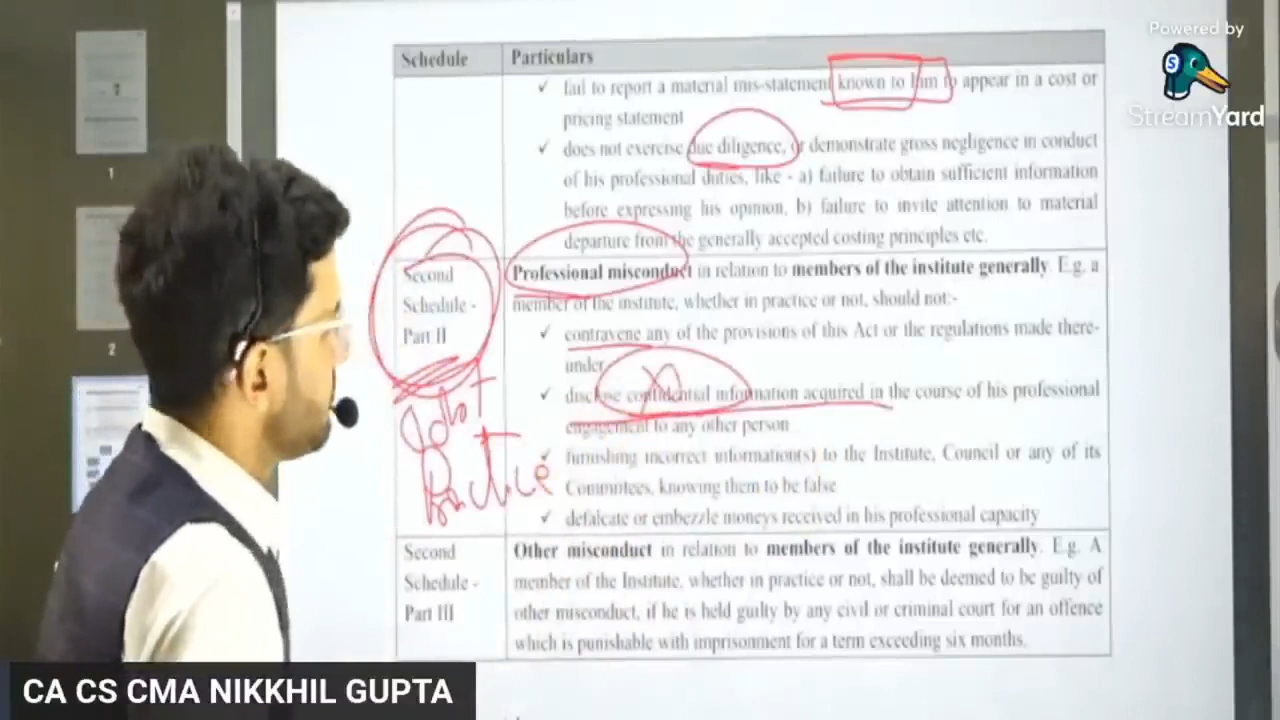 Powered by
StreamYard
Schedule Particulars
✓ fail to report a material mis-statement known to him to appear in a cost or
pricing statement
✓ does not exercise due diligence, or demonstrate gross negligence in conduct
of his professional duties, like - a) failure to obtain sufficient information
before expressing his opinion, b) failure to invite attention to material
departure from the generally accepted costing principles etc.
Second
Schedule -
Part II
Professional misconduct in relation to members of the institute generally. E.g. a
member of the institute, whether in practice or not, should not:-
✓ contravene any of the provisions of this Act or the regulations made there-
under
✓ disclose confidential information acquired in the course of his professional
engagement to any other person
✓ furnishing incorrect information(s) to the Institute, Council or any of its
Committees, knowing them to be false
✓ defalcate or embezzle moneys received in his professional capacity
Job +
Practice
Second
Schedule -
Part III
Other misconduct in relation to members of the institute generally. E.g. A
member of the Institute, whether in practice or not, shall be deemed to be guilty of
other misconduct, if he is held guilty by any civil or criminal court for an offence
which is punishable with imprisonment for a term exceeding six months.
1
2
CA CS CMA NIKKHIL GUPTA